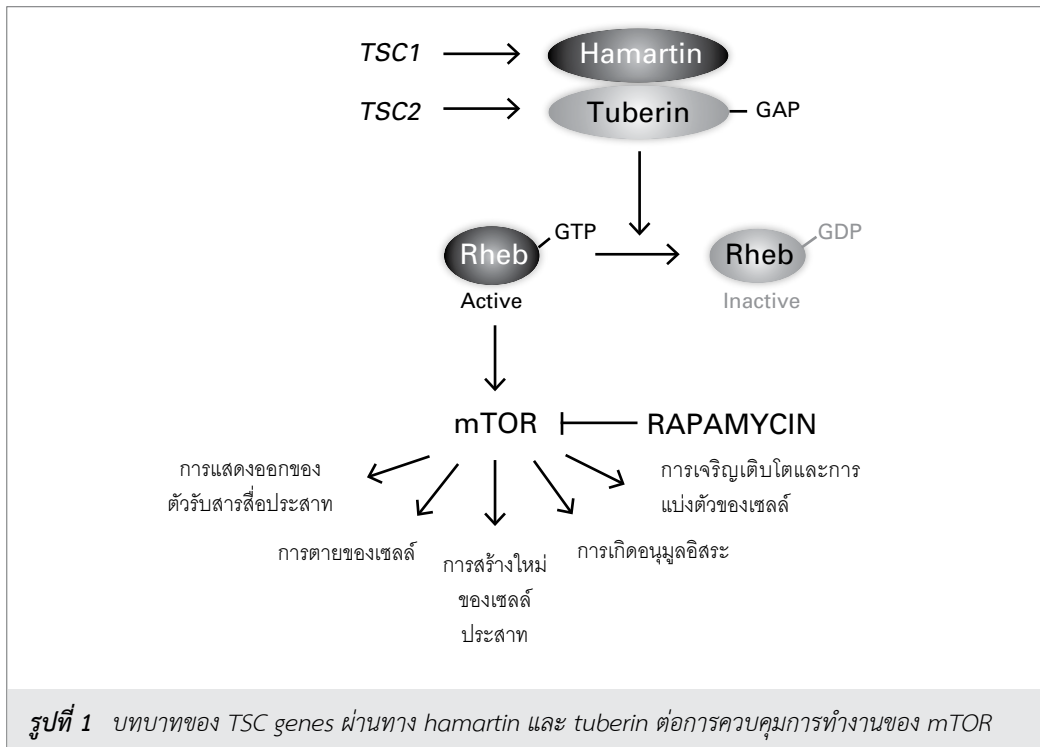 TSC1
Hamartin
TSC2
Tuberin
GAP
Rheb
GTP
Rheb
GDP
Active
Inactive
mTOR
RAPAMYCIN
การแสดงออกของ
ตัวรับสารสื่อประสาท
การตายของเซลล์
การสร้างใหม่
ของเซลล์
ประสาท
การเกิดอนุมูลอิสระ
การเจริญเติบโตและการ
แบ่งตัวของเซลล์
รูปที่ 1 บทบาทของ TSC genes ผ่านทาง hamartin และ tuberin ต่อการควบคุมการทำงานของ mTOR